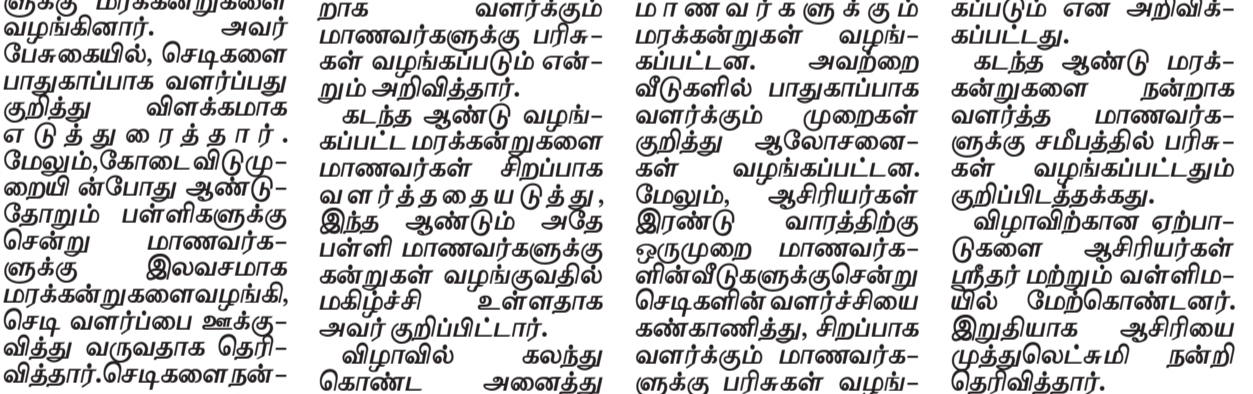 ளுக்கு மரக்கன்றுகளை
வழங்கினார். அவர்
பேசுகையில், செடிகளை
பாதுகாப்பாக வளர்ப்பது
குறித்து விளக்கமாக
எடுத்துரைத்தார்.
மேலும்,கோடைவிடுமு-
றையி ன்போது ஆண்டு-
தோறும் பள்ளிகளுக்கு
சென்று மாணவர்க-
ளுக்கு இலவசமாக
மரக்கன்றுகளைவழங்கி,
செடி வளர்ப்பை ஊக்கு-
வித்து வருவதாக தெரி-
வித்தார்.செடிகளைநன்-
றாக வளர்க்கும்
மாணவர்களுக்கு பரிசு-
கள் வழங்கப்படும் என்-
றும் அறிவித்தார்.
கடந்த ஆண்டு வழங்-
கப்பட்ட மரக்கன்றுகளை
மாணவர்கள் சிறப்பாக
வளர்த்ததையடுத்து,
இந்த ஆண்டும் அதே
பள்ளி மாணவர்களுக்கு
கன்றுகள் வழங்குவதில்
மகிழ்ச்சி உள்ளதாக
அவர் குறிப்பிட்டார்.
விழாவில் கலந்து
கொண்ட அனைத்து
மாணவர்களுக்கும்
மரக்கன்றுகள் வழங்-
கப்பட்டன. அவற்றை
வீடுகளில் பாதுகாப்பாக
வளர்க்கும் முறைகள்
குறித்து ஆலோசனை-
கள் வழங்கப்பட்டன.
மேலும், ஆசிரியர்கள்
இரண்டு வாரத்திற்கு
ஒருமுறை மாணவர்க-
ளின்வீடுகளுக்குசென்று
செடிகளின் வளர்ச்சியை
கண்காணித்து, சிறப்பாக
வளர்க்கும் மாணவர்க-
ளுக்கு பரிசுகள் வழங்-
கப்படும் என அறிவிக்-
கப்பட்டது.
கடந்த ஆண்டு மரக்-
கன்றுகளை நன்றாக
வளர்த்த மாணவர்க-
ளுக்கு சமீபத்தில் பரிசு-
கள் வழங்கப்பட்டதும்
குறிப்பிடத்தக்கது.
விழாவிற்கான ஏற்பா-
டுகளை ஆசிரியர்கள்
ஸ்ரீதர் மற்றும் வள்ளிம-
யில் மேற்கொண்டனர்.
இறுதியாக ஆசிரியை
முத்துலெட்சுமி நன்றி
தெரிவித்தார்.